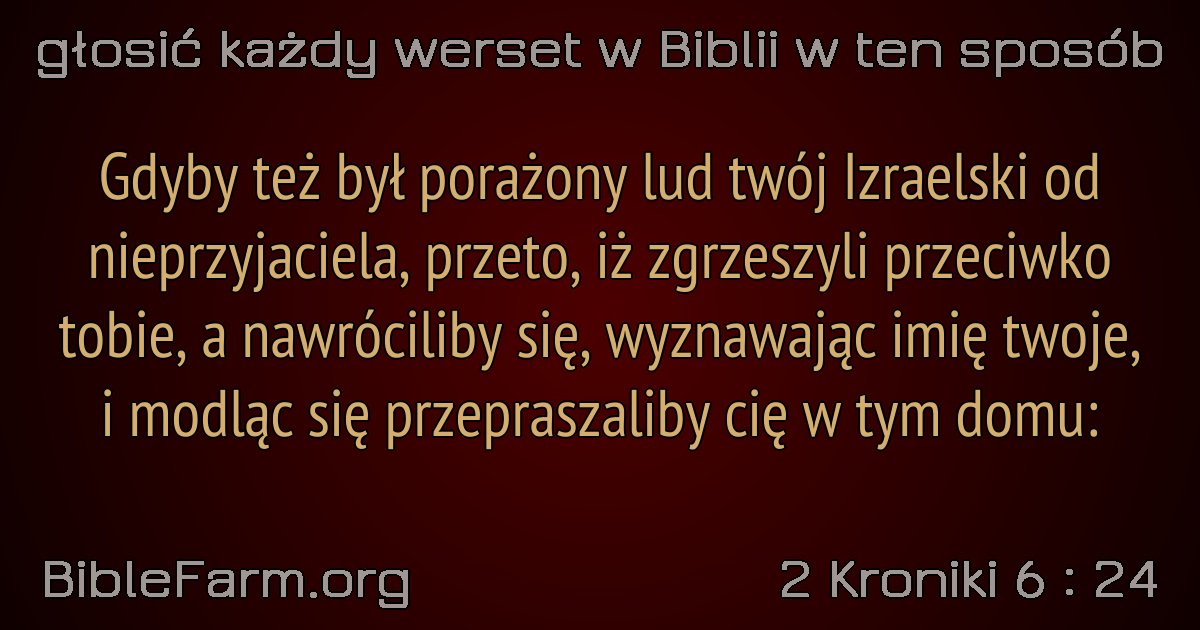 głosić każdy werset w Biblii w ten sposób
Gdyby też był porażony lud twój Izraelski od
nieprzyjaciela, przeto, iż zgrzeszyli przeciwko
tobie, a nawróciliby się, wyznawając imię twoje,
i modląc się przepraszaliby cię w tym domu:
BibleFarm.org
2 Kroniki 6 : 24